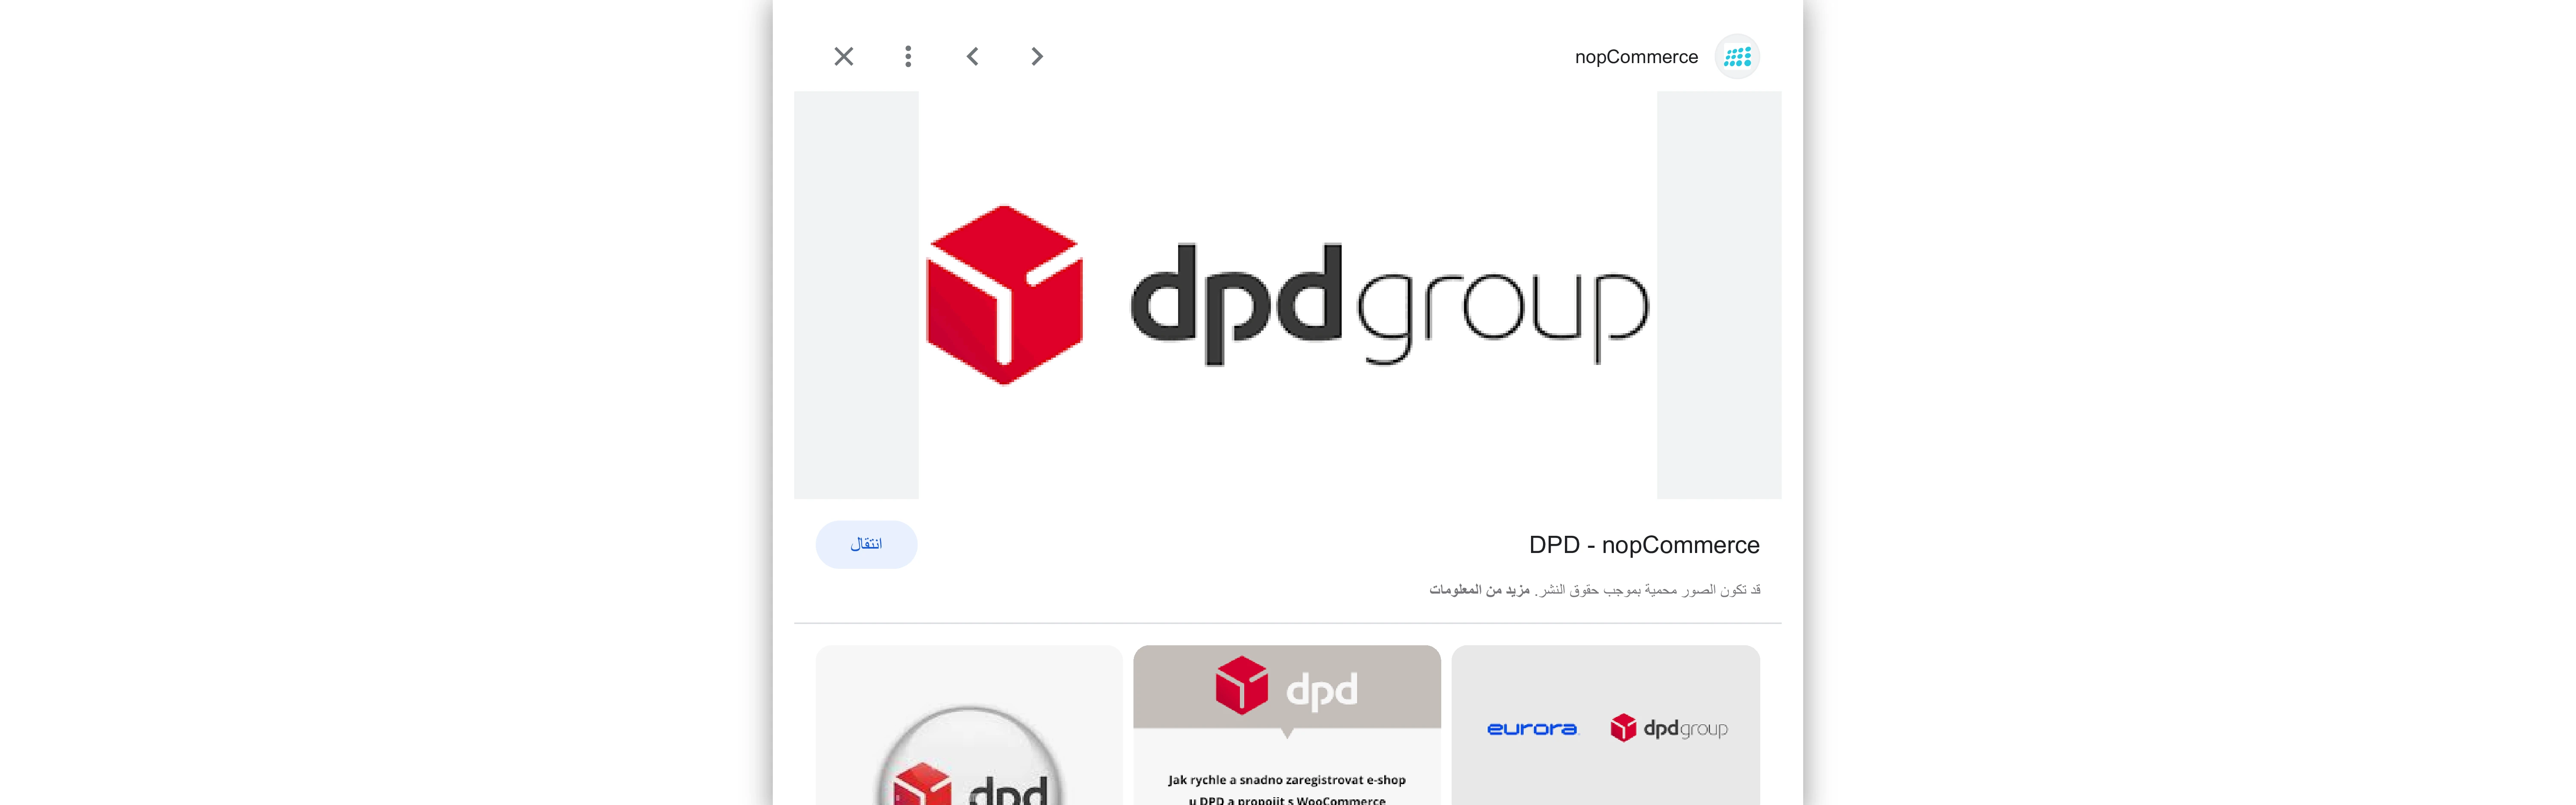 nopCommerce
dpdgroup
DPD - nopCommerce
انتقال
قد تكون الصور محمية بموجب حقوق النشر. مزيد من المعلومات
dpd
dpd
eurora dpdgroup
Jak rychle a snadno zaregistrovat e-shop
u DPD a propojit s WooCommerce